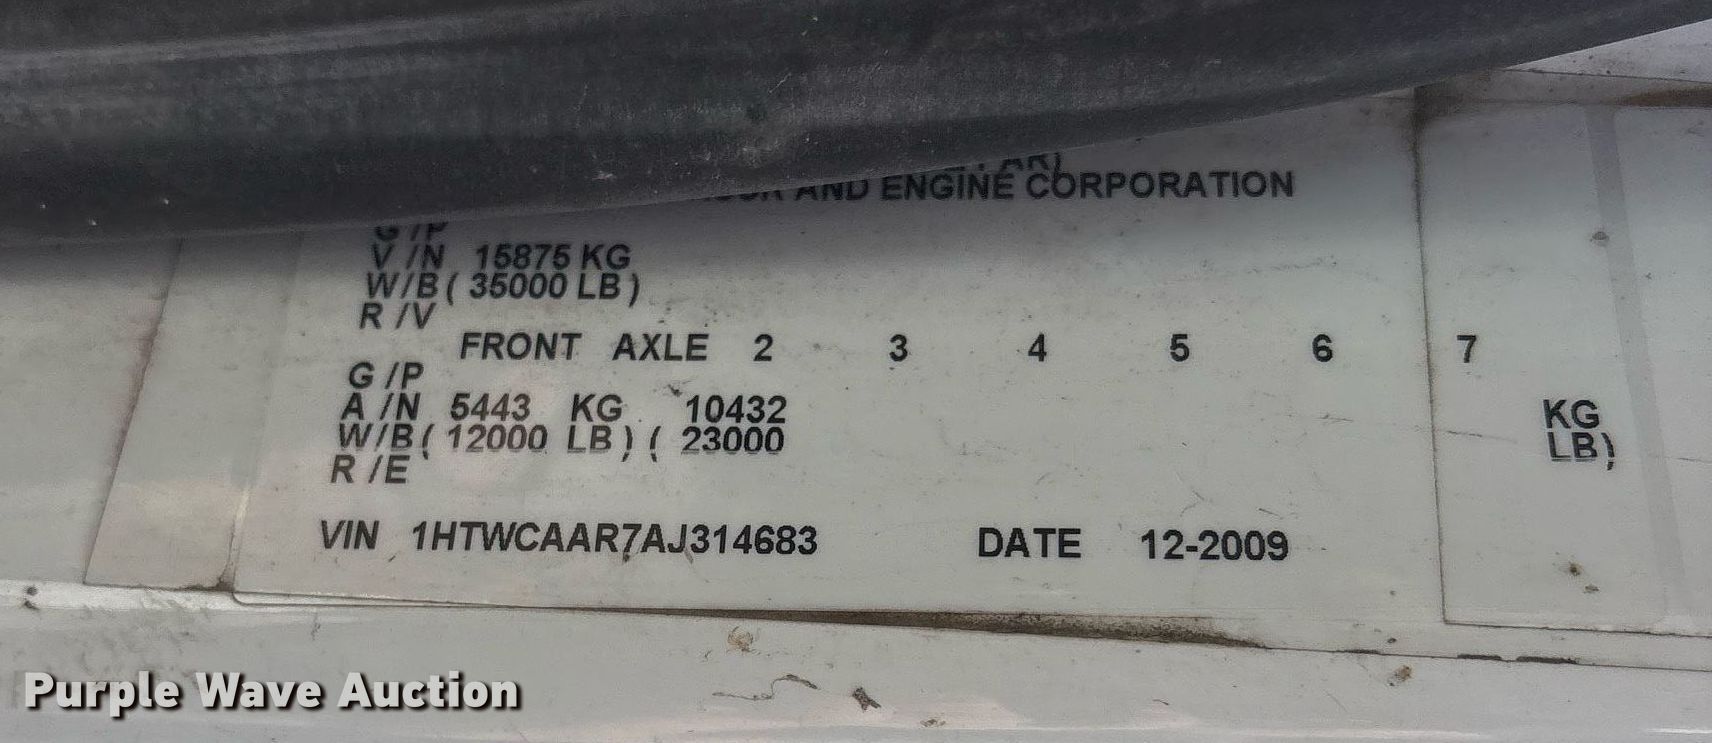 AND ENGINE CORPORATION
G/P
V/N 15875 KG
W/B ( 35000 LB )
R/V
FRONT AXLE 2 3 4 5 6 7
G/P
A/N 5443 KG 10432 KG
W/B ( 12000 LB ) ( 23000 LB)
R/E
VIN 1HTWCAAR7AJ314683 DATE 12-2009
Purple Wave Auction